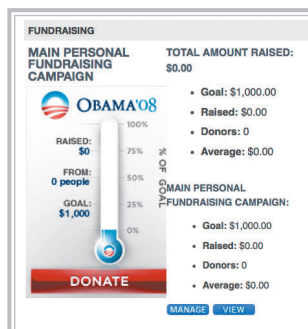 FUNDRAISING
MAIN PERSONAL
FUNDRAISING
CAMPAIGN
OBAMA'08
100%
RAISED:
$0
75%
FROM:
0 people
50%
GOAL:
$1,000
25%
0%
% OF GOAL
DONATE
TOTAL AMOUNT RAISED:
$0.00
• Goal: $1,000.00
• Raised: $0.00
• Donors: 0
• Average: $0.00
MAIN PERSONAL
FUNDRAISING CAMPAIGN:
• Goal: $1,000.00
• Raised: $0.00
• Donors: 0
• Average: $0.00
MANAGE VIEW